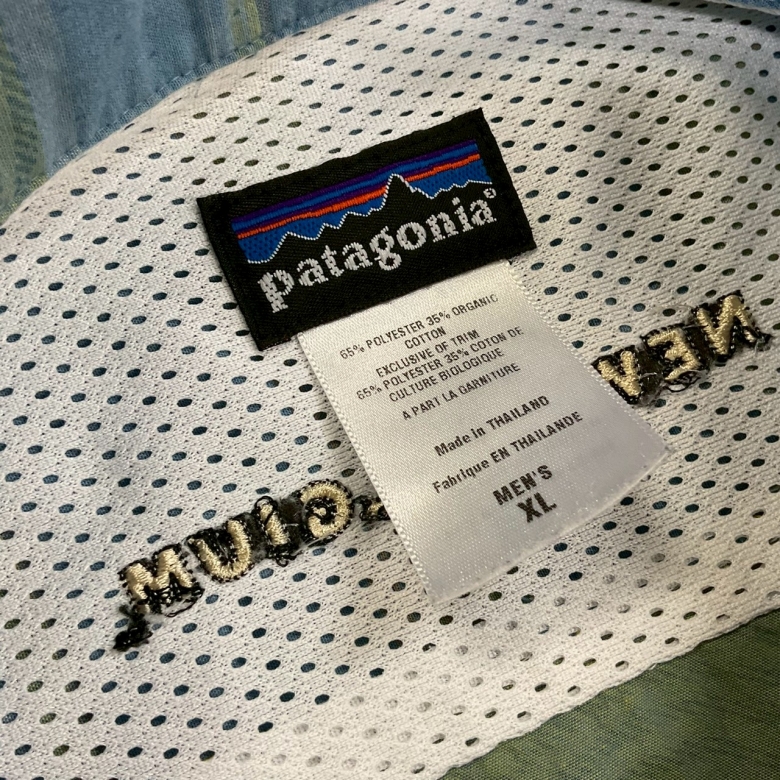 patagonia®
65% POLYESTER 35% ORGANIC
COTTON
EXCLUSIVE OF TRIM
65% POLYESTER 35% COTON DE
CULTURE BIOLOGIQUE
A PART LA GARNITURE
Made in THAILAND
Fabrique EN THAILANDE
MEN'S
XL